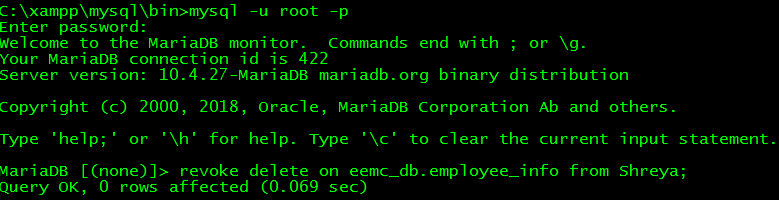 C:\xampp\mysql\bin>mysql -u root -p
Enter password:
Welcome to the MariaDB monitor.  Commands end with ; or \g.
Your MariaDB connection id is 422
Server version: 10.4.27-MariaDB mariadb.org binary distribution
Copyright (c) 2000, 2018, Oracle, MariaDB Corporation Ab and others.
Type 'help;' or '\h' for help. Type '\c' to clear the current input statement.
MariaDB [(none)]> revoke delete on eemc_db.employee_info from Shreya;
Query OK, 0 rows affected (0.069 sec)